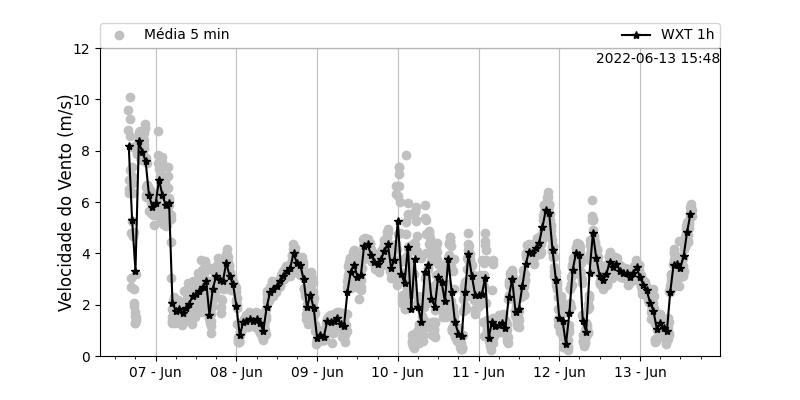 Média 5 min
WXT 1h
2022-06-13 15:48
Velocidade do Vento (m/s)
12
10
8
6
4
2
0
07 - Jun
08 - Jun
09 - Jun
10 - Jun
11 - Jun
12 - Jun
13 - Jun